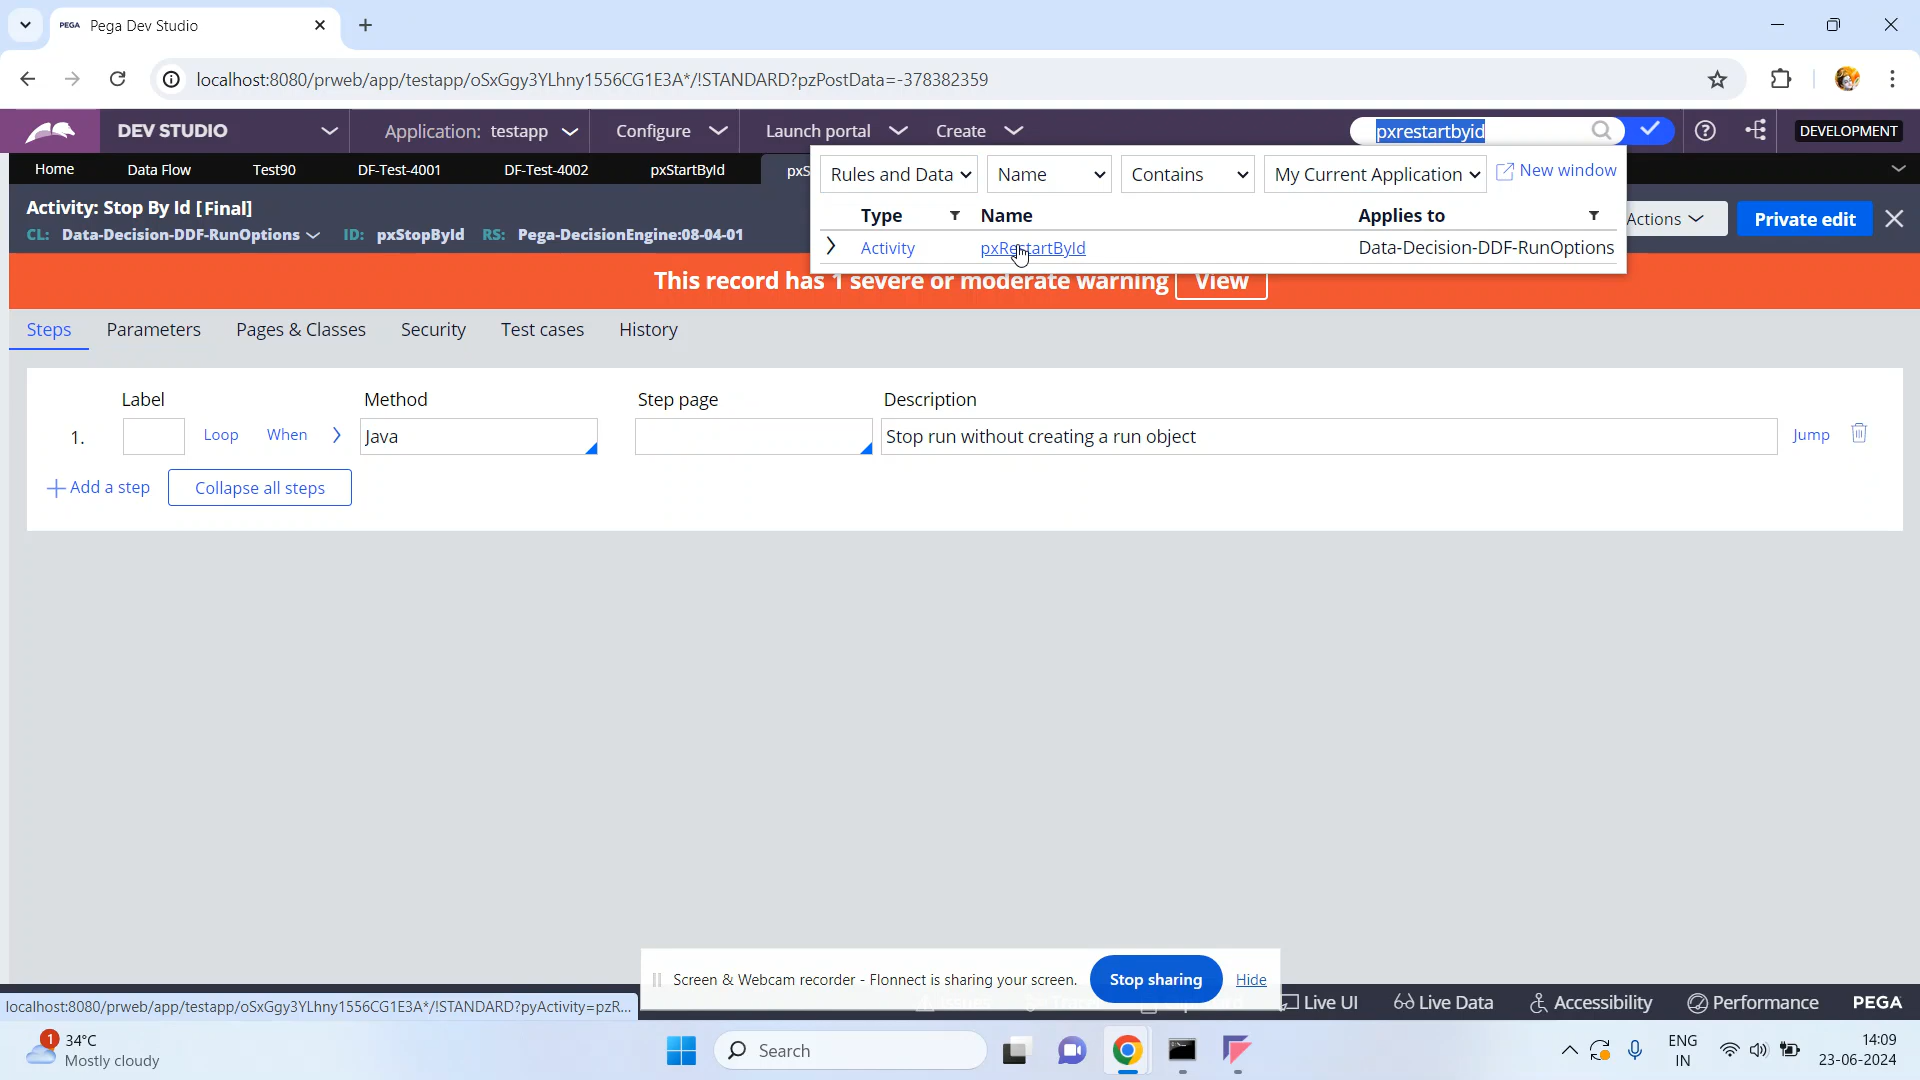 PEGA Pega Dev Studio
localhost:8080/prweb/app/testapp/oSxGgy3YLhny1556CG1E3A*/!STANDARD?pzPostData=-378382359
DEV STUDIO Application: testapp Configure Launch portal Create pxrestartbyid DEVELOPMENT
Home Data Flow Test90 DF-Test-4001 DF-Test-4002 pxStartById pxS
Rules and Data Name Contains My Current Application New window
Type Name Applies to
Activity pxRestartById Data-Decision-DDF-RunOptions
Activity: Stop By Id [Final]
CL: Data-Decision-DDF-RunOptions ID: pxStopById RS: Pega-DecisionEngine:08-04-01
Actions Private edit
This record has 1 severe or moderate warning View
Steps Parameters Pages & Classes Security Test cases History
Label Method Step page Description
1. Loop When Java Stop run without creating a run object Jump
Add a step Collapse all steps
Screen & Webcam recorder - Flonnect is sharing your screen. Stop sharing Hide
localhost:8080/prweb/app/testapp/oSxGgy3YLhny1556CG1E3A*/!STANDARD?pyActivity=pzR...
Live UI Live Data Accessibility Performance PEGA
1
34°C
Mostly cloudy
Search
ENG
IN
14:09
23-06-2024